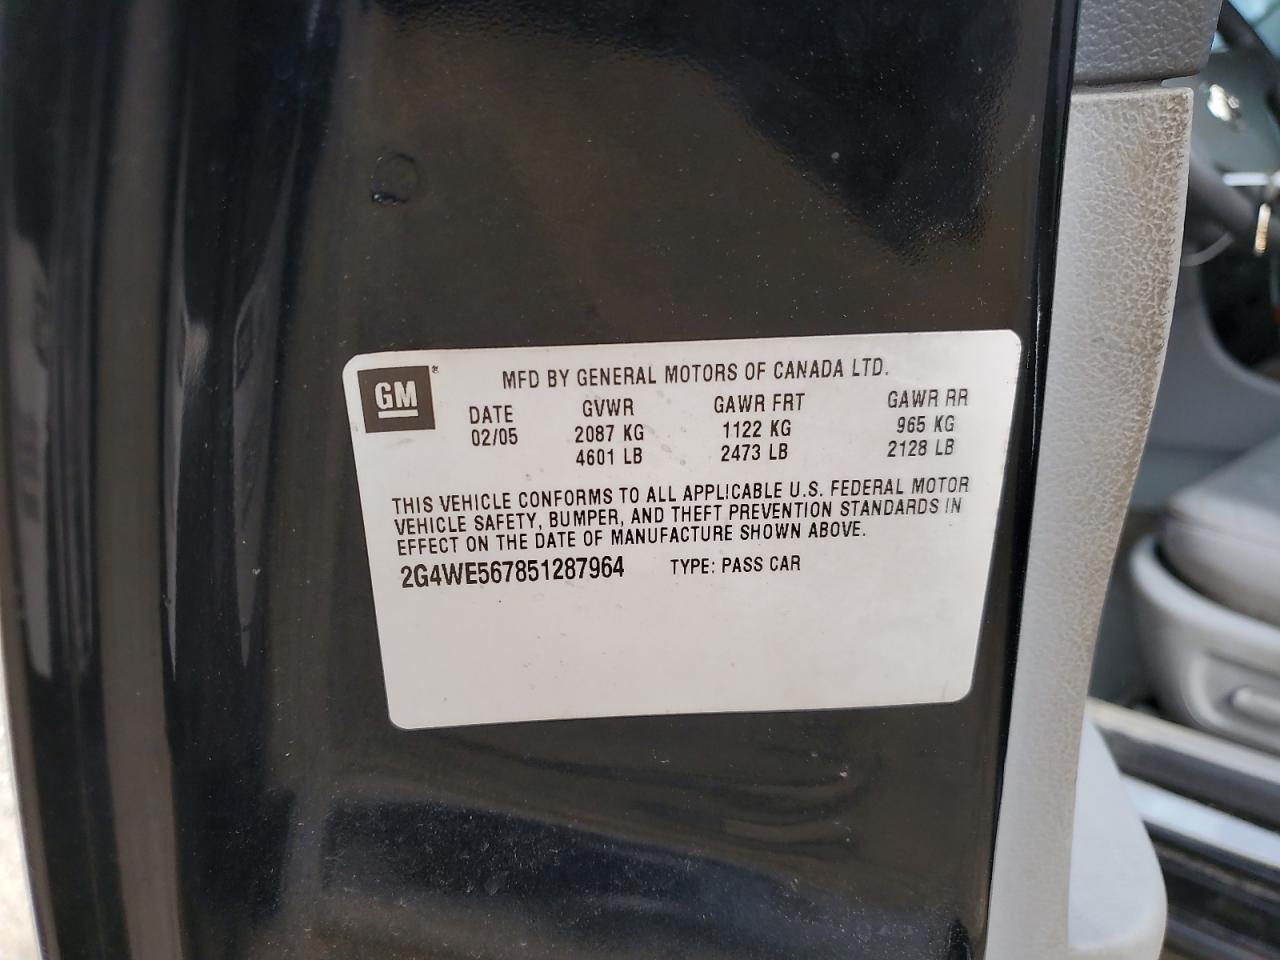 GM®
MFD BY GENERAL MOTORS OF CANADA LTD.
DATE GVWR GAWR FRT GAWR RR
02/05 2087 KG 1122 KG 965 KG
4601 LB 2473 LB 2128 LB
THIS VEHICLE CONFORMS TO ALL APPLICABLE U.S. FEDERAL MOTOR
VEHICLE SAFETY, BUMPER, AND THEFT PREVENTION STANDARDS IN
EFFECT ON THE DATE OF MANUFACTURE SHOWN ABOVE.
2G4WE567851287964 TYPE: PASS CAR